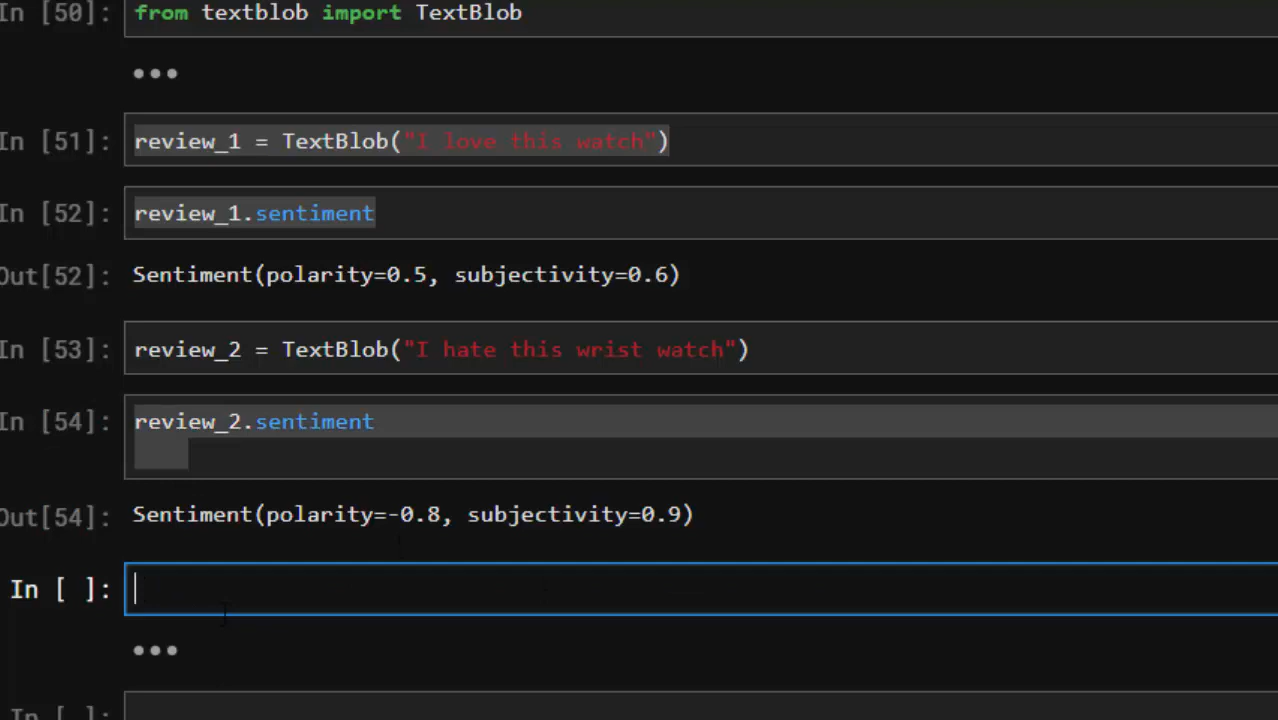 In [50]: from textblob import TextBlob
•••
In [51]: review_1 = TextBlob("I love this watch")
In [52]: review_1.sentiment
Out[52]: Sentiment(polarity=0.5, subjectivity=0.6)
In [53]: review_2 = TextBlob("I hate this wrist watch")
In [54]: review_2.sentiment
Out[54]: Sentiment(polarity=-0.8, subjectivity=0.9)
In [ ]:
•••
In [ ]: